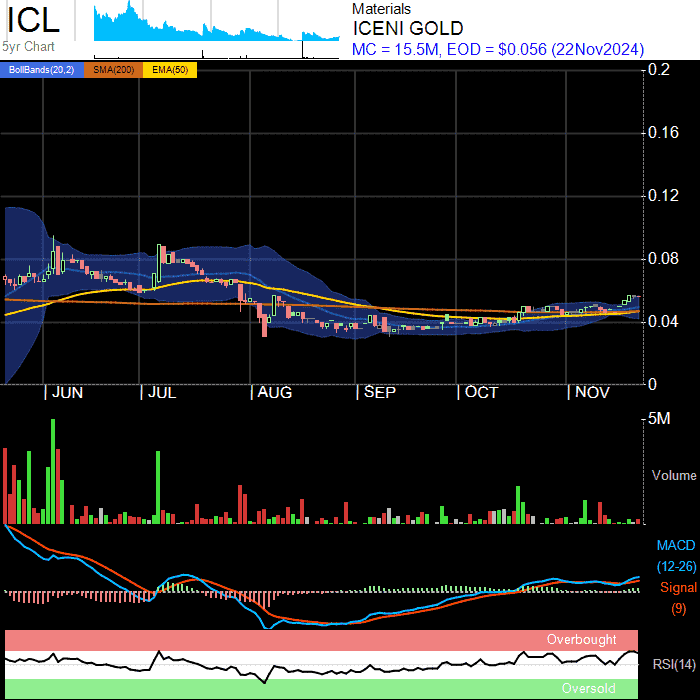 ICL
5yr Chart
Materials
ICENI GOLD
MC = 15.5M, EOD = $0.056 (22Nov2024)
BollBands(20,2) SMA(200) EMA(50)
0.2
0.16
0.12
0.08
0.04
0
JUN JUL AUG SEP OCT NOV
5M
Volume
MACD
(12-26)
Signal
(9)
Overbought
RSI(14)
Oversold